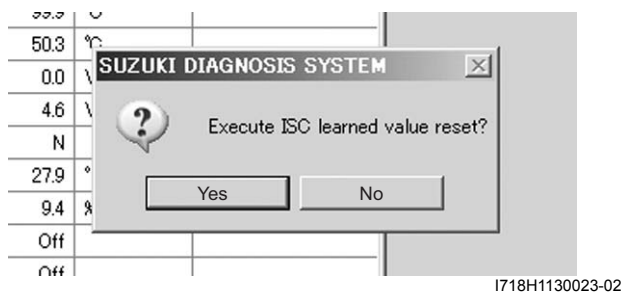 50.3 °C
SUZUKI DIAGNOSIS SYSTEM
0.0
4.6
Execute ISC learned value reset?
N
27.9 °
Yes No
9.4 %
Off
Off
I718H1130023-02